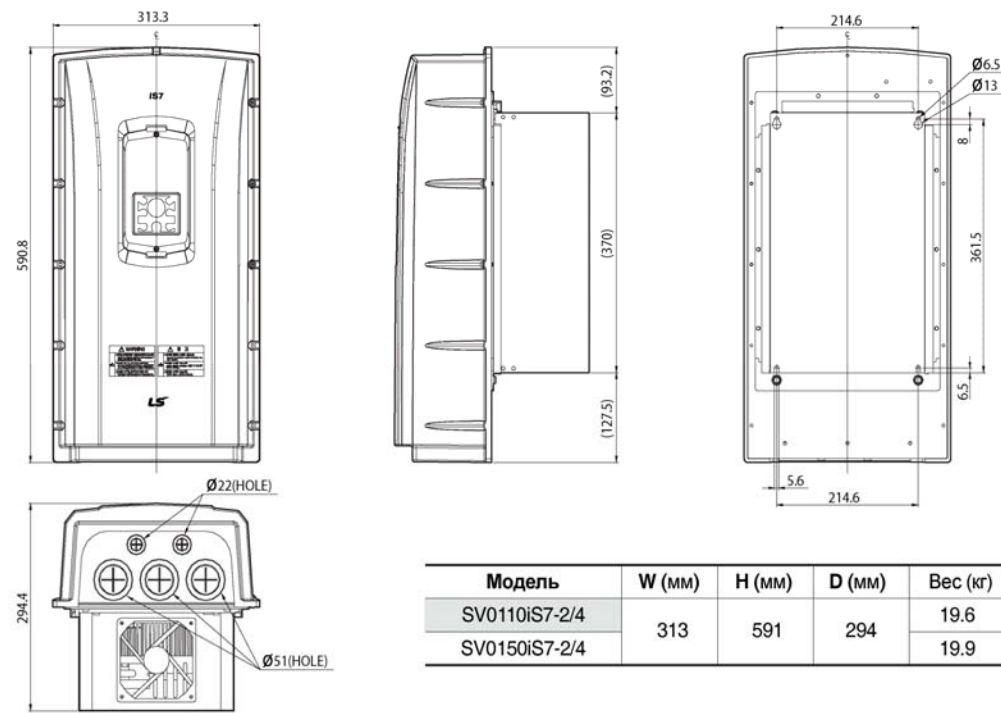 313.3
℄
iS7
590.8
WARNING
LS
(93.2)
(370)
(127.5)
214.6
℄
Ø6.5
Ø13
8
361.5
6.5
5.6
214.6
Ø22(HOLE)
294.4
Ø51(HOLE)
Модель W (мм) H (мм) D (мм) Вес (кг)
SV0110iS7-2/4 313 591 294 19.6
SV0150iS7-2/4 19.9